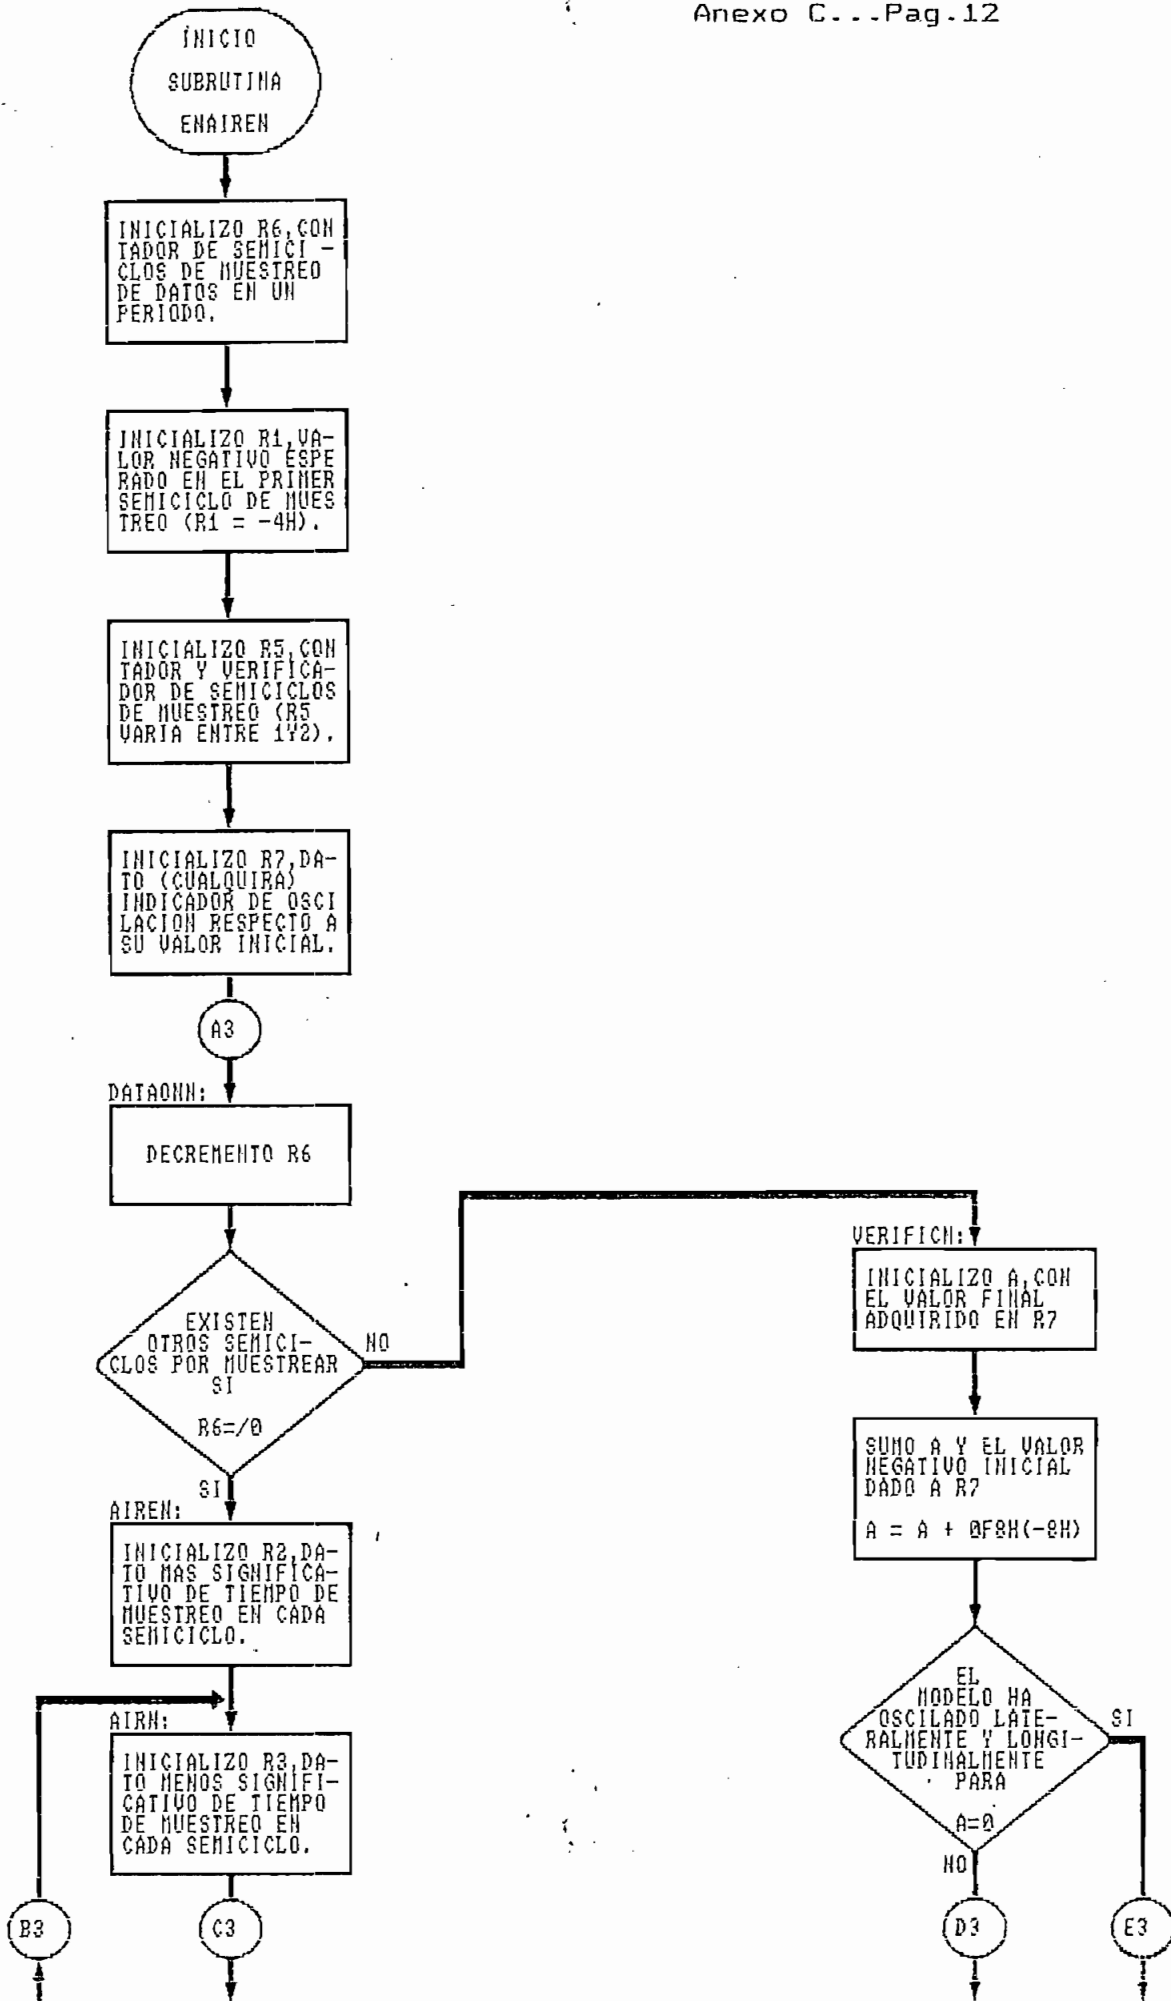 Anexo C...Pag.12
INICIO
SUBRUTINA
ENAIREN
INICIALIZO R6,CON
TADOR DE SEMICI -
CLOS DE MUESTREO
DE DATOS EN UN
PERIODO.
INICIALIZO R1,VA-
LOR NEGATIVO ESPE
RADO EN EL PRIMER
SEMICICLO DE MUES
TREO (R1 = -4H).
INICIALIZO R5,CON
TADOR Y VERIFICA-
DOR DE SEMICICLOS
DE MUESTREO (R5
VARIA ENTRE 1Y2).
INICIALIZO R7,DA-
TO (CUALQUIRA)
INDICADOR DE OSCI
LACION RESPECTO A
SU VALOR INICIAL.
A3
DATAONN:
DECREMENTO R6
EXISTEN
OTROS SEMICI-
CLOS POR MUESTREAR
SI
R6=/0
NO
SI
AIREN:
INICIALIZO R2,DA-
TO MAS SIGNIFICA-
TIVO DE TIEMPO DE
MUESTREO EN CADA
SEMICICLO.
AIRN:
INICIALIZO R3,DA-
TO MENOS SIGNIFI-
CATIVO DE TIEMPO
DE MUESTREO EN
CADA SEMICICLO.
B3
C3
VERIFICN:
INICIALIZO A,CON
EL VALOR FINAL
ADQUIRIDO EN R7
SUMO A Y EL VALOR
NEGATIVO INICIAL
DADO A R7
A = A + 0F8H(-8H)
EL
MODELO HA
OSCILADO LATE-
RALMENTE Y LONGI-
TUDINALMENTE
PARA
A=0
SI
NO
D3
E3